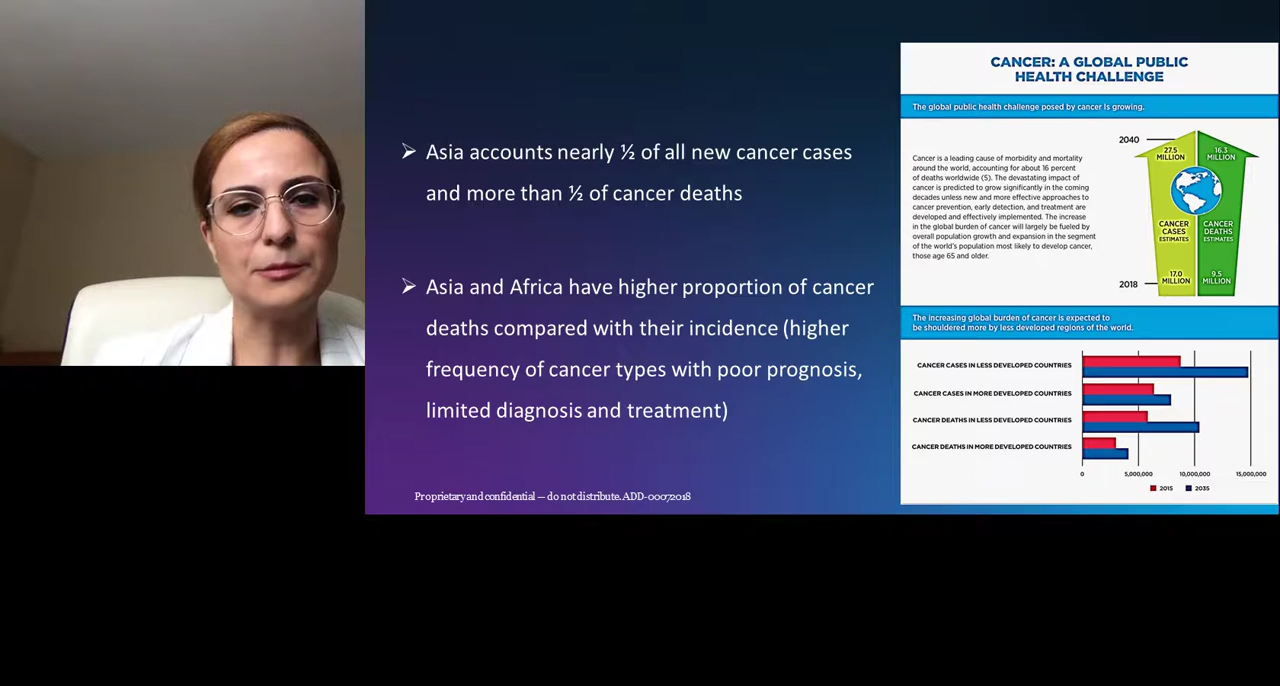 ➢ Asia accounts nearly ½ of all new cancer cases
and more than ½ of cancer deaths
➢ Asia and Africa have higher proportion of cancer
deaths compared with their incidence (higher
frequency of cancer types with poor prognosis,
limited diagnosis and treatment)
Proprietary and confidential — do not distribute. ADD-00072018
CANCER: A GLOBAL PUBLIC
HEALTH CHALLENGE
The global public health challenge posed by cancer is growing.
Cancer is a leading cause of morbidity and mortality
around the world, accounting for about 16 percent
of deaths worldwide (5). The devastating impact of
cancer is predicted to grow significantly in the coming
decades unless new and more effective approaches to
cancer prevention, early detection, and treatment are
developed and effectively implemented. The increase
in the global burden of cancer will largely be fueled by
overall population growth and expansion in the segment
of the world's population most likely to develop cancer,
those age 65 and older.
2040
27.5
MILLION
16.3
MILLION
CANCER
CASES
ESTIMATES
CANCER
DEATHS
ESTIMATES
2018
17.0
MILLION
9.5
MILLION
The increasing global burden of cancer is expected to
be shouldered more by less developed regions of the world.
CANCER CASES IN LESS DEVELOPED COUNTRIES
CANCER CASES IN MORE DEVELOPED COUNTRIES
CANCER DEATHS IN LESS DEVELOPED COUNTRIES
CANCER DEATHS IN MORE DEVELOPED COUNTRIES
0 5,000,000 10,000,000 15,000,000
2015 2035